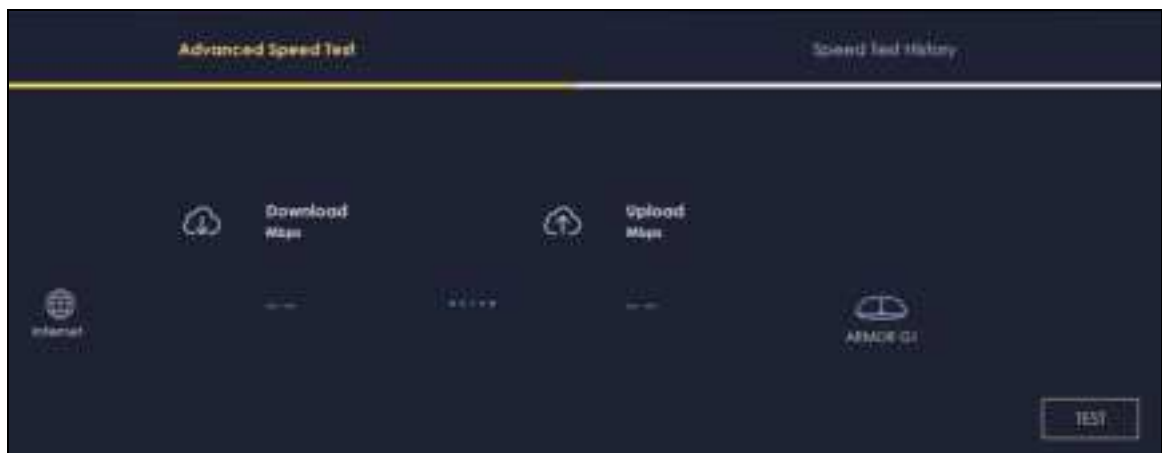 Advanced Speed Test
Speed Test History
Download
Mbps
Upload
Mbps
-- --
-- --
Internet
ARMOR G1
TEST